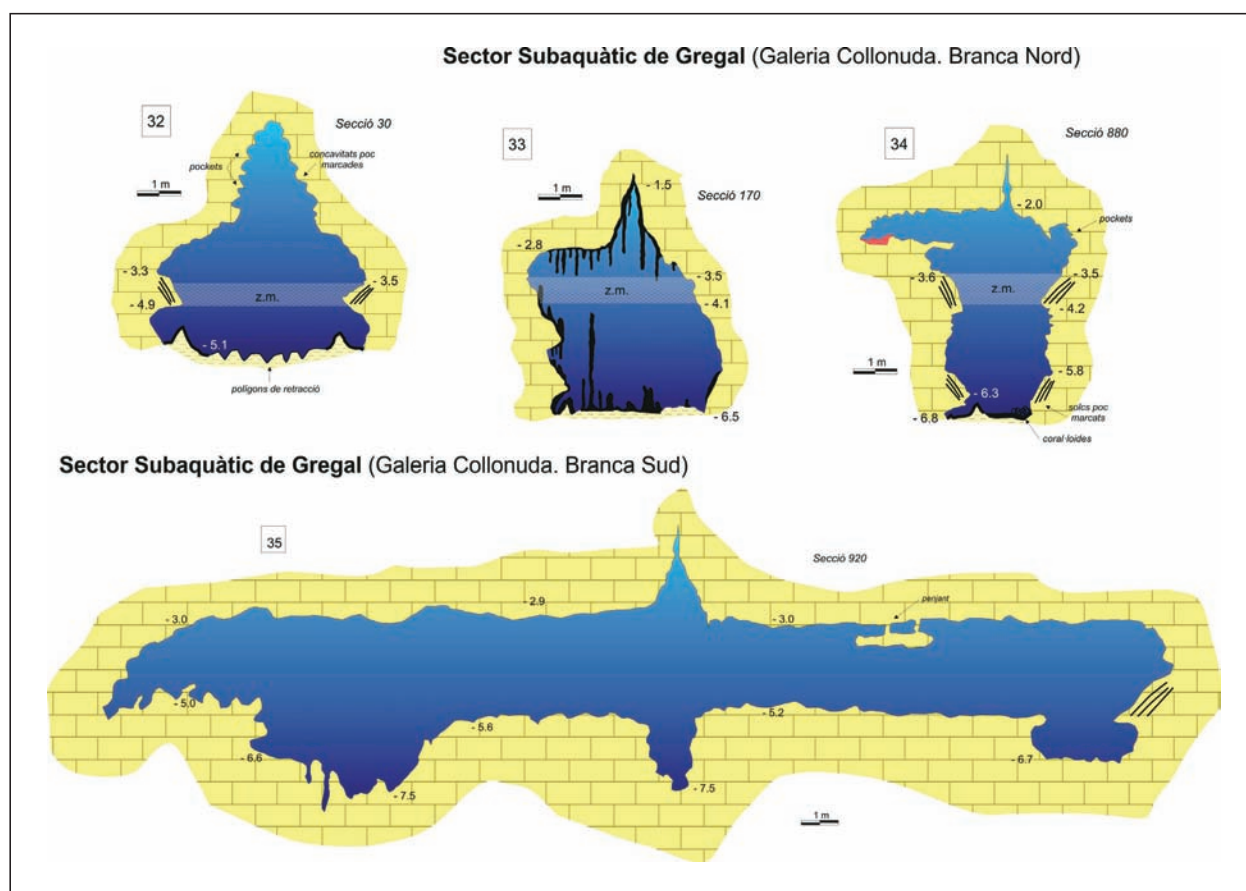 Sector Subaquàtic de Gregal (Galeria Collonuda. Branca Nord)
32
Secció 30
pockets
concavitats poc
marcades
1 m
- 3.3
- 3.5
z.m.
- 4.9
- 5.1
polígons de retracció
33
- 1.5
1 m
Secció 170
- 2.8
- 3.5
- 4.1
- 6.5
34
Secció 880
1 m
- 2.0
pockets
- 3.6
- 3.5
z.m.
- 4.2
1 m
- 5.8
- 6.3
- 6.8
solcs poc
marcats
coral·loides
Sector Subaquàtic de Gregal (Galeria Collonuda. Branca Sud)
35
Secció 920
- 2.9
penjant
- 3.0
- 3.0
- 5.0
- 5.2
- 5.6
- 6.6
- 6.7
- 7.5
- 7.5
1 m